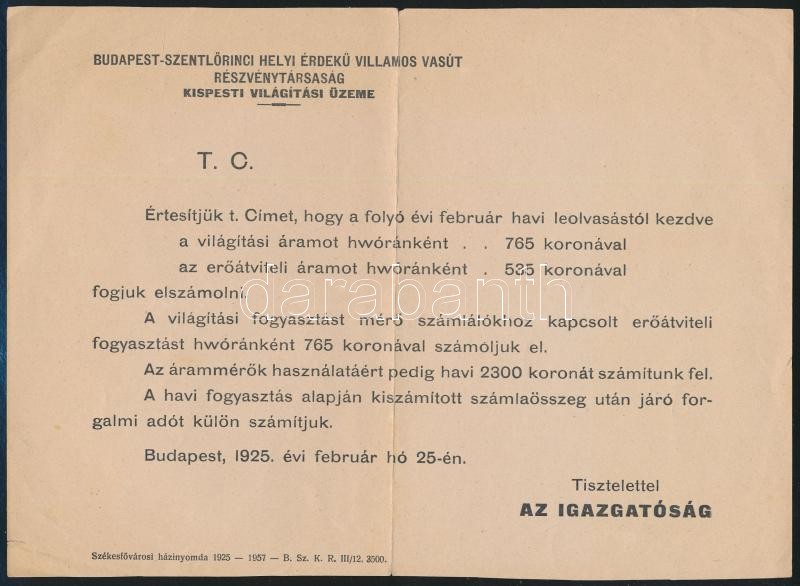 BUDAPEST-SZENTLŐRINCI HELYI ÉRDEKŰ VILLAMOS VASÚT
RÉSZVÉNYTÁRSASÁG
KISPESTI VILÁGÍTÁSI ÜZEME
T. C.
Értesítjük t. Címet, hogy a folyó évi február havi leolvasástól kezdve
a világítási áramot hwóránként . . 765 koronával
az erőátviteli áramot hwóránként . 535 koronával
fogjuk elszámolni.
darabanth
A világítási fogyasztást mérő számlálókhoz kapcsolt erőátviteli
fogyasztást hwóránként 765 koronával számoljuk el.
Az árammérők használatáért pedig havi 2300 koronát számítunk fel.
A havi fogyasztás alapján kiszámított számlaösszeg után járó for-
galmi adót külön számítjuk.
Budapest, 1925. évi február hó 25-én.
Tisztelettel
AZ IGAZGATÓSÁG
Székesfővárosi házinyomda 1925 — 1957 — B. Sz. K. R. III/12. 3500.